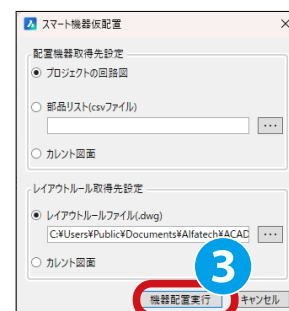 スマート機器仮配置
配置機器取得先設定
プロジェクトの回路図
部品リスト(csvファイル)
...
カレント図面
レイアウトルール取得先設定
レイアウトルールファイル(.dwg)
C:¥Users¥Public¥Documents¥Alfatech¥ACAD
...
カレント図面
3
機器配置実行
キャンセル